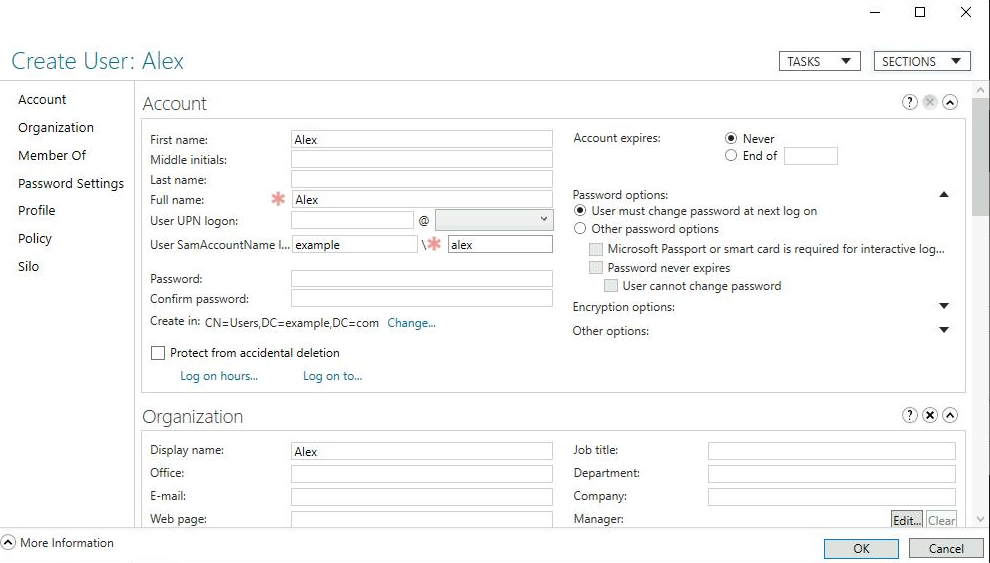 Create User: Alex
TASKS
SECTIONS
Account
Organization
Member Of
Password Settings
Profile
Policy
Silo
Account
First name: Alex
Middle initials:
Last name:
Full name: * Alex
User UPN logon: @
User SamAccountName l... example \* alex
Password:
Confirm password:
Create in: CN=Users,DC=example,DC=com Change...
Protect from accidental deletion
Log on hours... Log on to...
Account expires: Never
End of
Password options:
User must change password at next log on
Other password options
Microsoft Passport or smart card is required for interactive log...
Password never expires
User cannot change password
Encryption options:
Other options:
Organization
Display name: Alex
Office:
E-mail:
Web page:
Job title:
Department:
Company:
Manager: Edit... Clear
More Information
OK Cancel